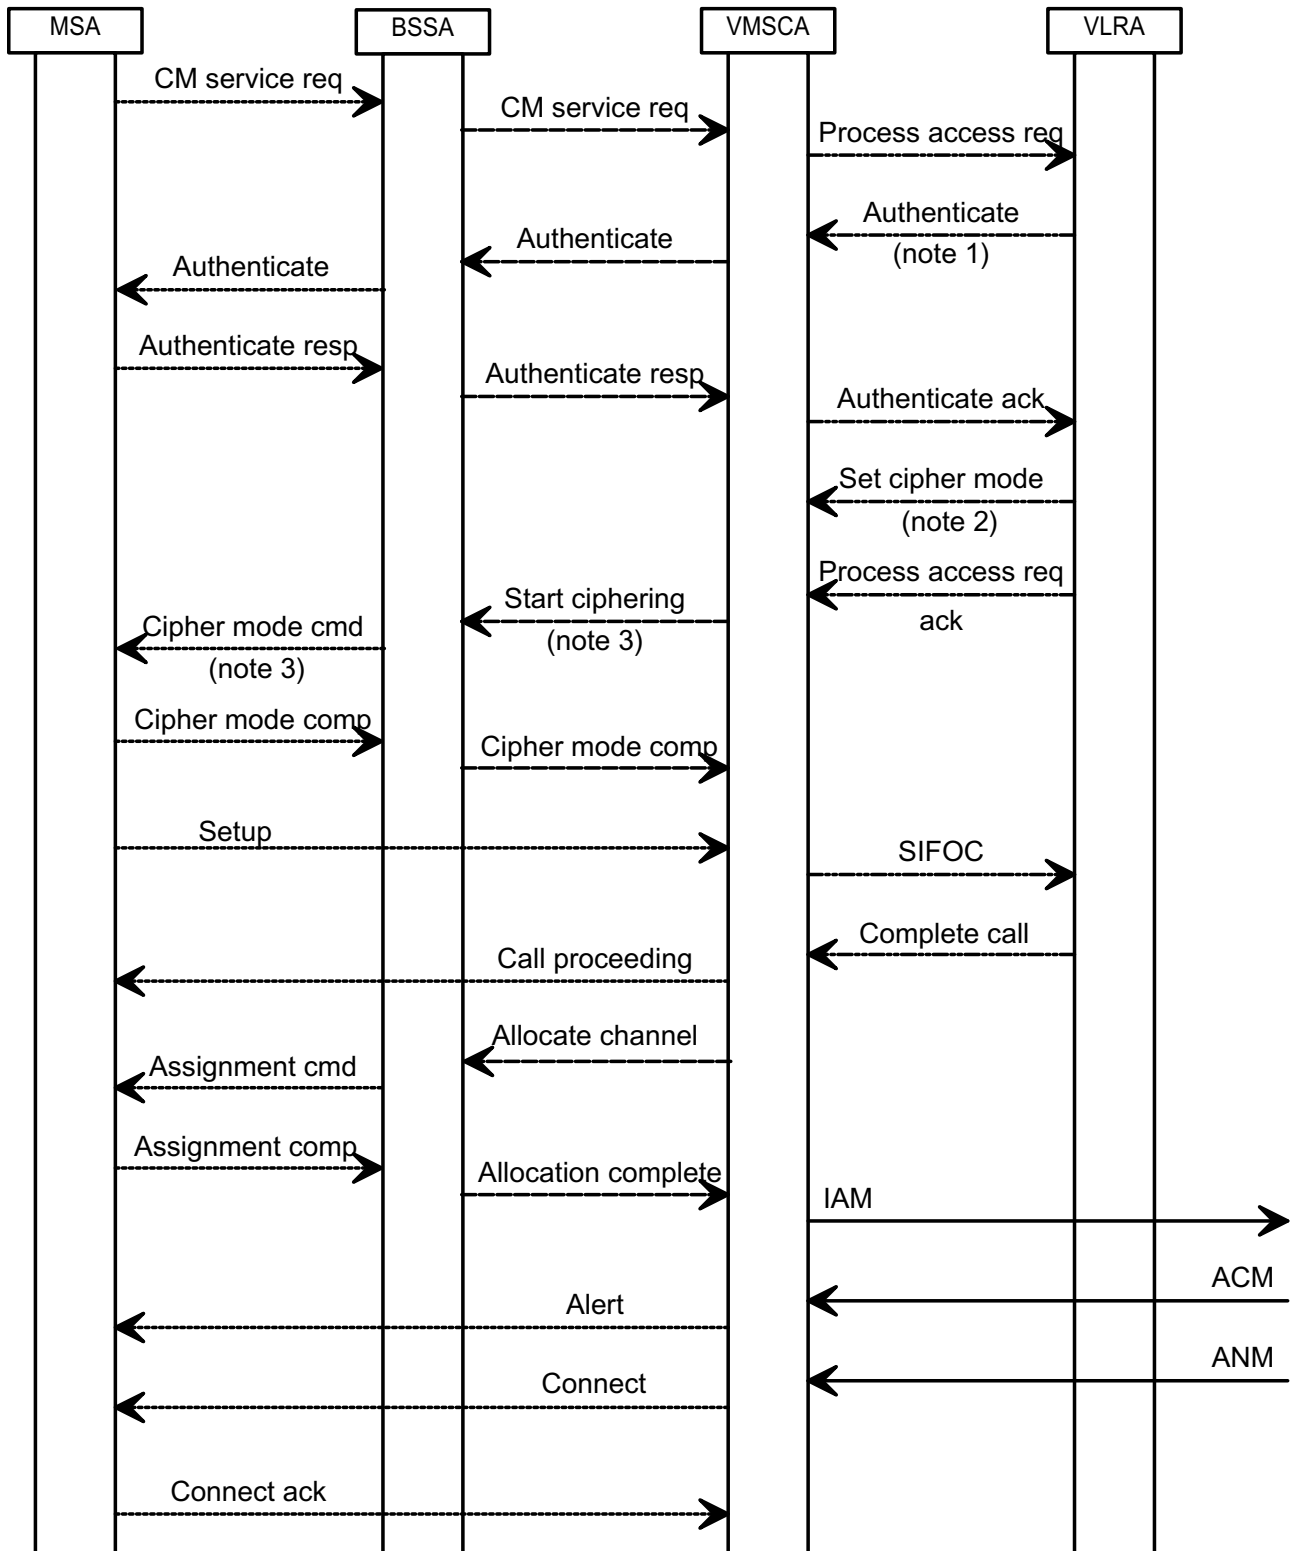 MSA
BSSA
VMSCA
VLRA
CM service req
CM service req
Process access req
Authenticate
(note 1)
Authenticate
Authenticate
Authenticate resp
Authenticate resp
Authenticate ack
Set cipher mode
(note 2)
Process access req
ack
Start ciphering
(note 3)
Cipher mode cmd
(note 3)
Cipher mode comp
Cipher mode comp
Setup
SIFOC
Complete call
Call proceeding
Allocate channel
Assignment cmd
Assignment comp
Allocation complete
IAM
ACM
Alert
ANM
Connect
Connect ack